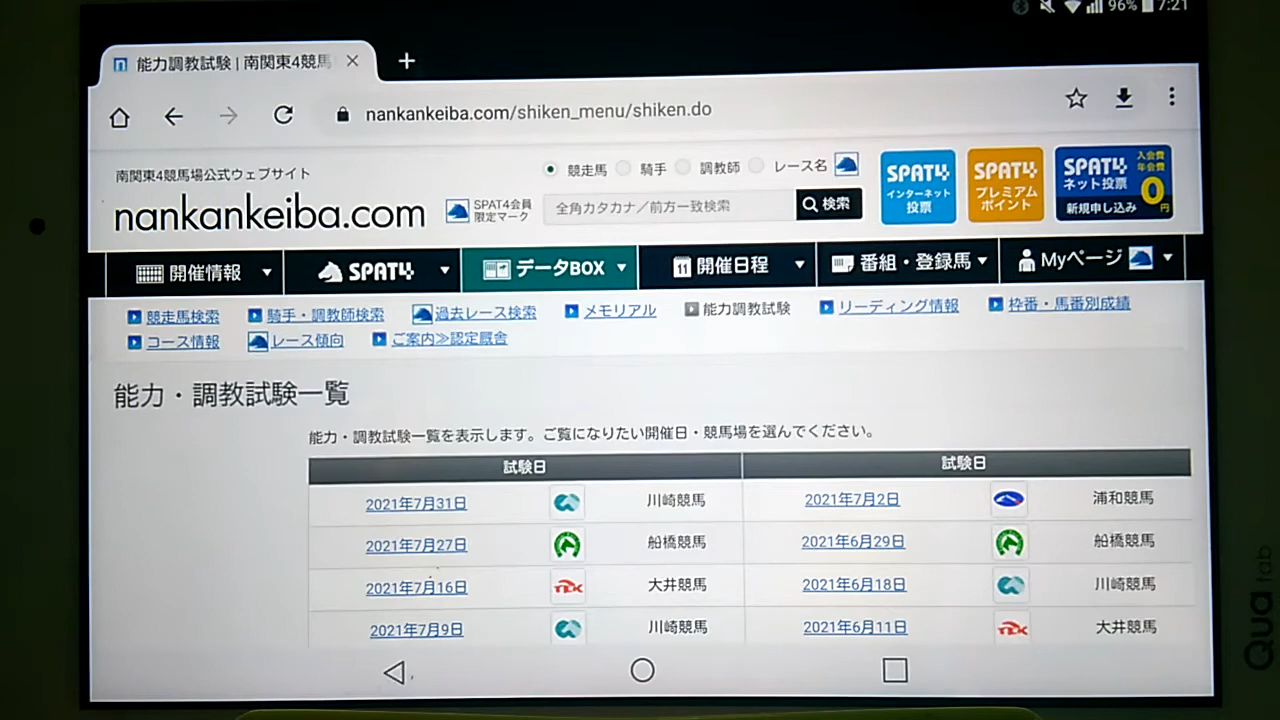 96% 7:21
能力調教試験 | 南関東4競馬
nankankeiba.com/shiken_menu/shiken.do
南関東4競馬場公式ウェブサイト
nankankeiba.com
SPAT4会員
限定マーク
競走馬 騎手 調教師 レース名
全角カタカナ／前方一致検索
検索
SPAT4
インターネット
投票
SPAT4
プレミアム
ポイント
SPAT4
ネット投票
新規申し込み
入会費
年会費
0円
開催情報 SPAT4 データBOX 開催日程 番組・登録馬 Myページ
競走馬検索 騎手・調教師検索 過去レース検索 メモリアル 能力調教試験 リーディング情報 枠番・馬番別成績
コース情報 レース傾向 ご案内≫認定厩舎
能力・調教試験一覧
能力・調教試験一覧を表示します。ご覧になりたい開催日・競馬場を選んでください。
試験日 試験日
2021年7月31日 川崎競馬 2021年7月2日 浦和競馬
2021年7月27日 船橋競馬 2021年6月29日 船橋競馬
2021年7月16日 TCK 大井競馬 2021年6月18日 川崎競馬
2021年7月9日 川崎競馬 2021年6月11日 TCK 大井競馬
Qua tab